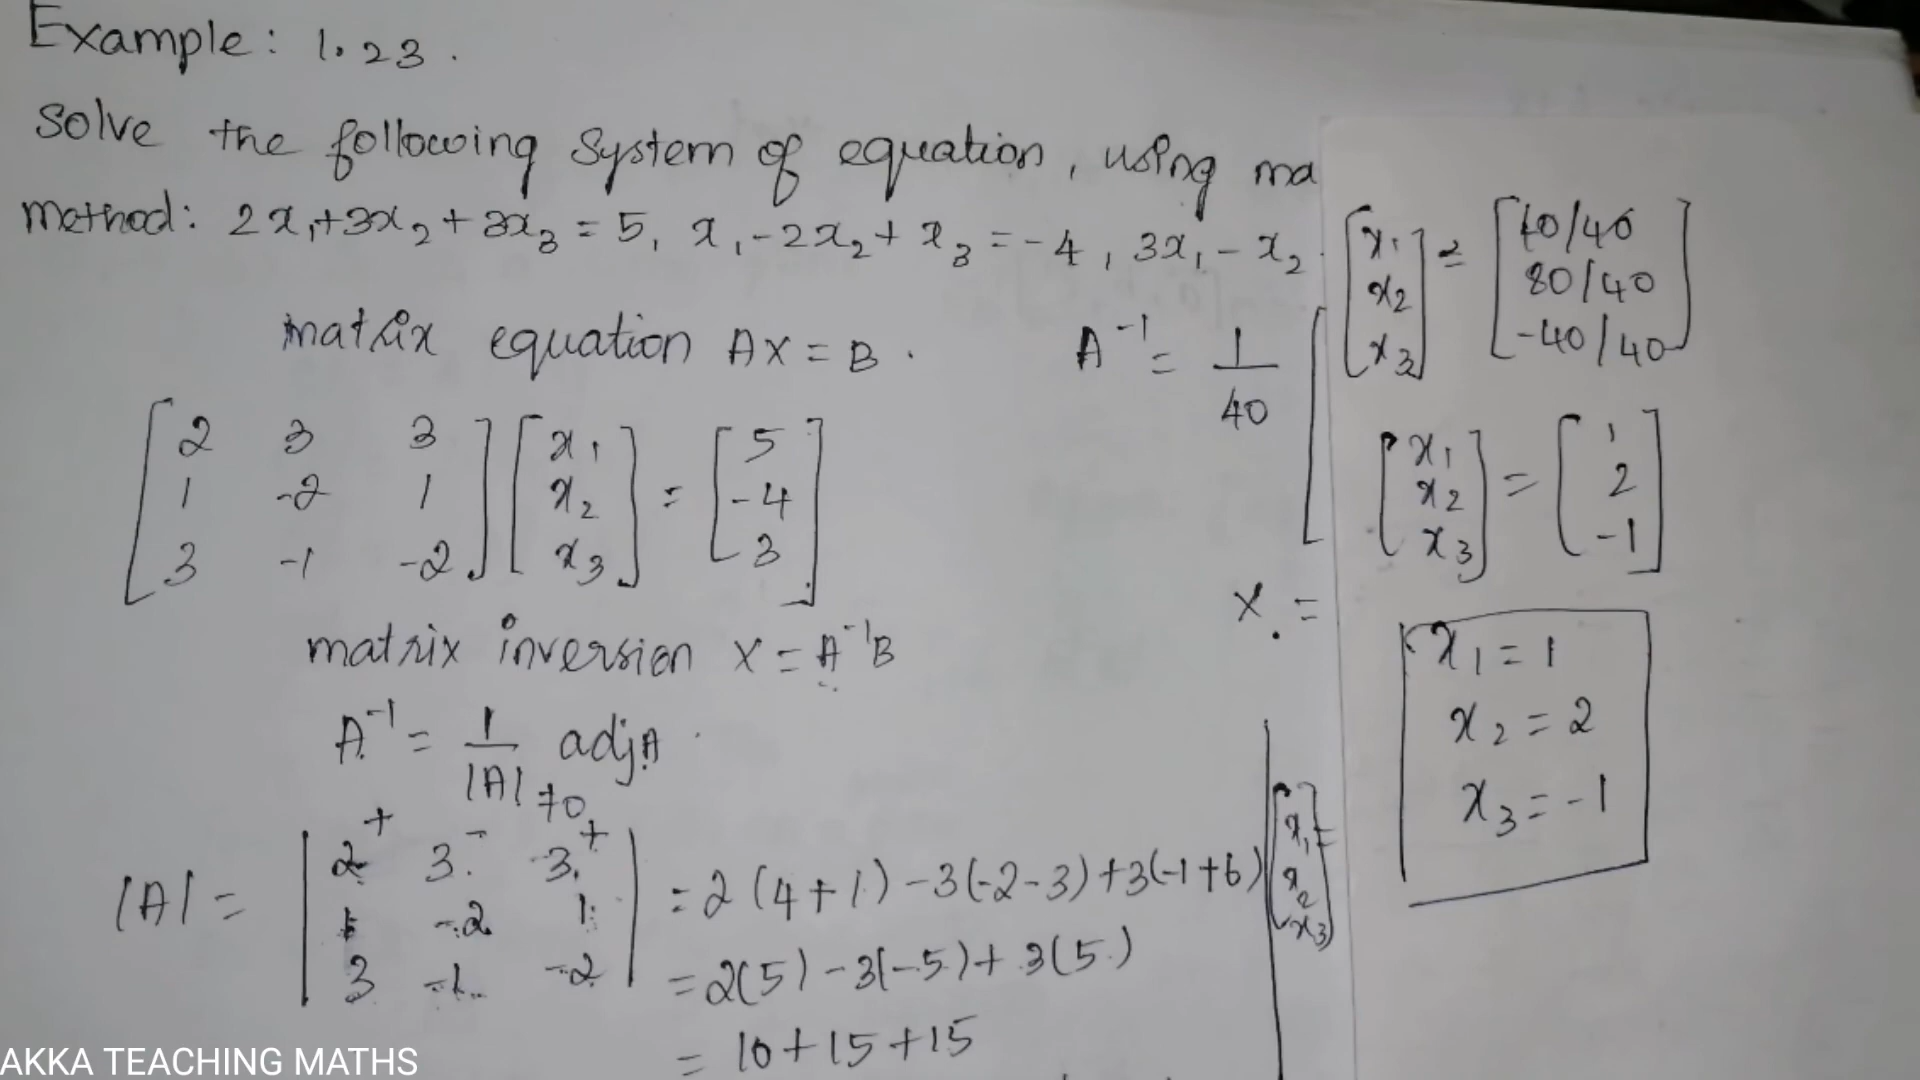 Example: 1.23.
Solve the following System of equation, using ma
method: 2x₁+3x₂+3x₃=5, x₁-2x₂+x₃=-4, 3x₁-x₂
matrix equation AX=B.
[2 3 3] [x₁] = [5]
[1 -2 1] [x₂] = [-4]
[3 -1 -2] [x₃] = [3]
matrix inversion X=A⁻¹B
A⁻¹ = 1/|A| adjA
≠0
+ - +
|A| = |2 3 3| = 2(4+1)-3(-2-3)+3(-1+6)
|1 -2 1|
|3 -1 -2| = 2(5)-3(-5)+3(5)
= 10+15+15
A⁻¹ = 1/40 [
X =
[x₁] =
[x₂]
[x₃]
[x₁] = [40/40]
[x₂] = [80/40]
[x₃] = [-40/40]
[x₁] = [1]
[x₂] = [2]
[x₃] = [-1]
x₁=1
x₂=2
x₃=-1
AKKA TEACHING MATHS